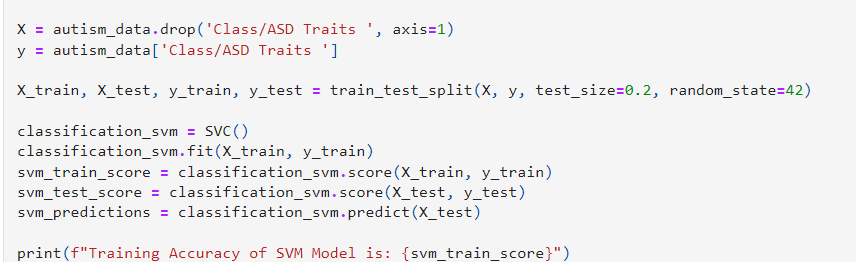 X = autism_data.drop('Class/ASD Traits ', axis=1)
y = autism_data['Class/ASD Traits ']
X_train, X_test, y_train, y_test = train_test_split(X, y, test_size=0.2, random_state=42)
classification_svm = SVC()
classification_svm.fit(X_train, y_train)
svm_train_score = classification_svm.score(X_train, y_train)
svm_test_score = classification_svm.score(X_test, y_test)
svm_predictions = classification_svm.predict(X_test)
print(f"Training Accuracy of SVM Model is: {svm_train_score}")